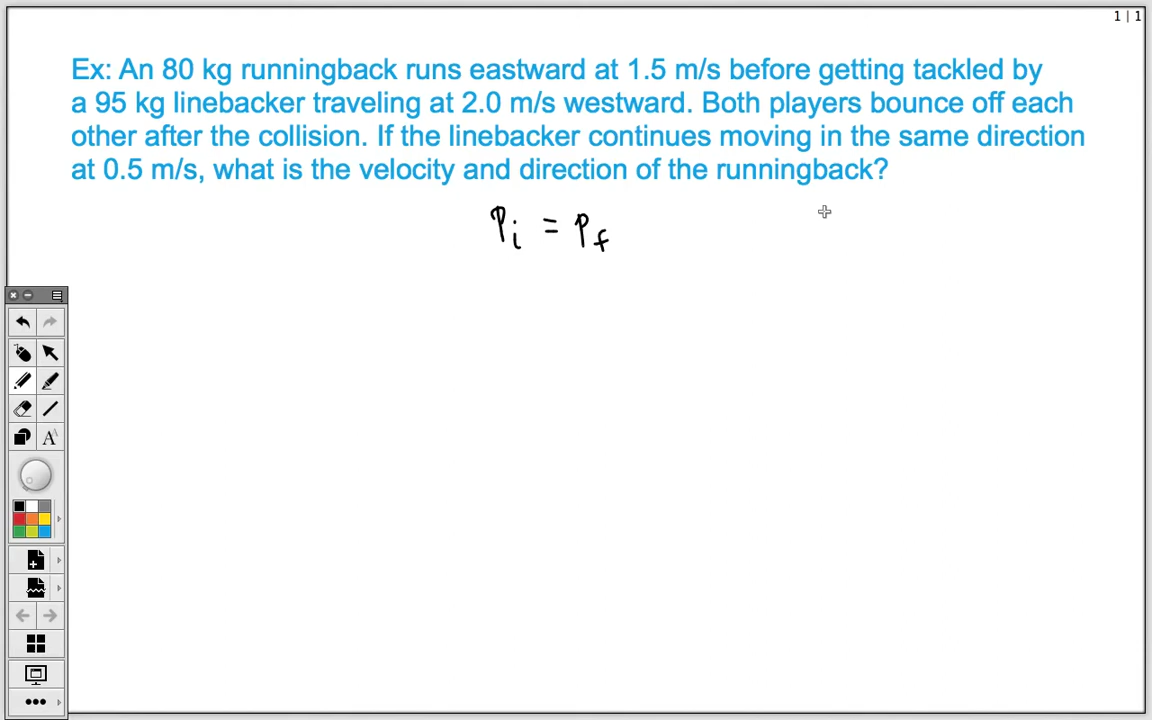 1 | 1
Ex: An 80 kg runningback runs eastward at 1.5 m/s before getting tackled by
a 95 kg linebacker traveling at 2.0 m/s westward. Both players bounce off each
other after the collision. If the linebacker continues moving in the same direction
at 0.5 m/s, what is the velocity and direction of the runningback?
Pi = Pf